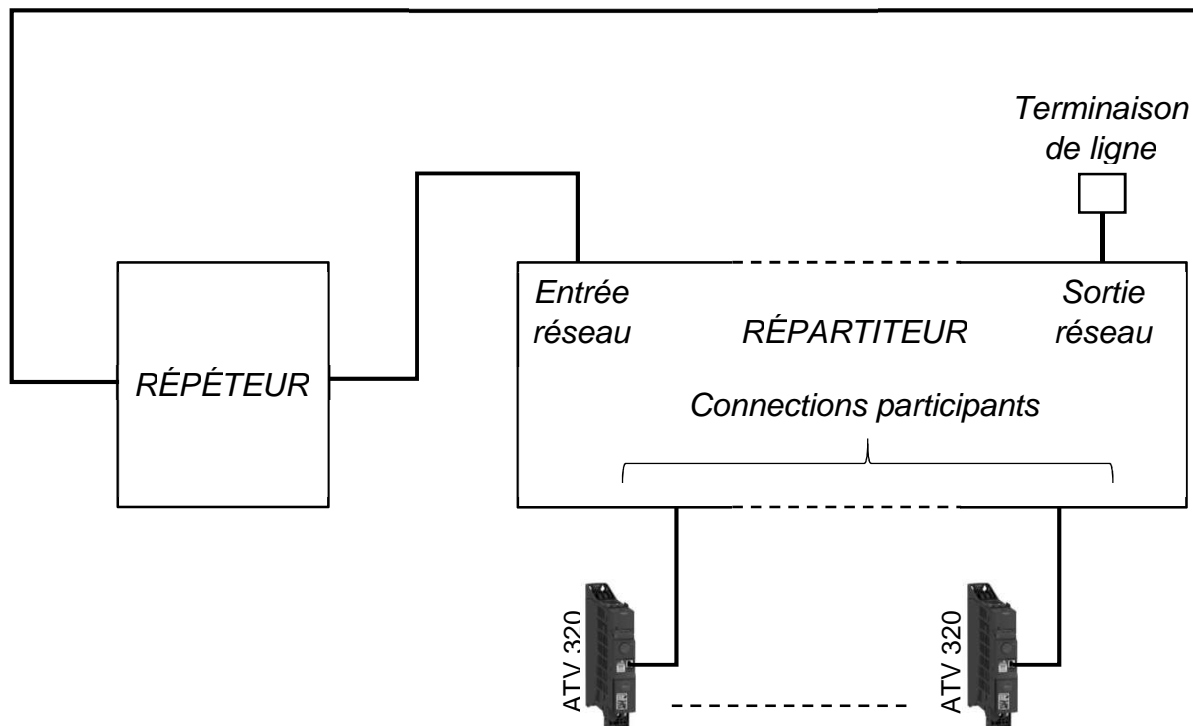 Terminaison
de ligne
Entrée
réseau
Sortie
réseau
RÉPARTITEUR
RÉPÉTEUR
Connections participants
ATV 320
ATV 320